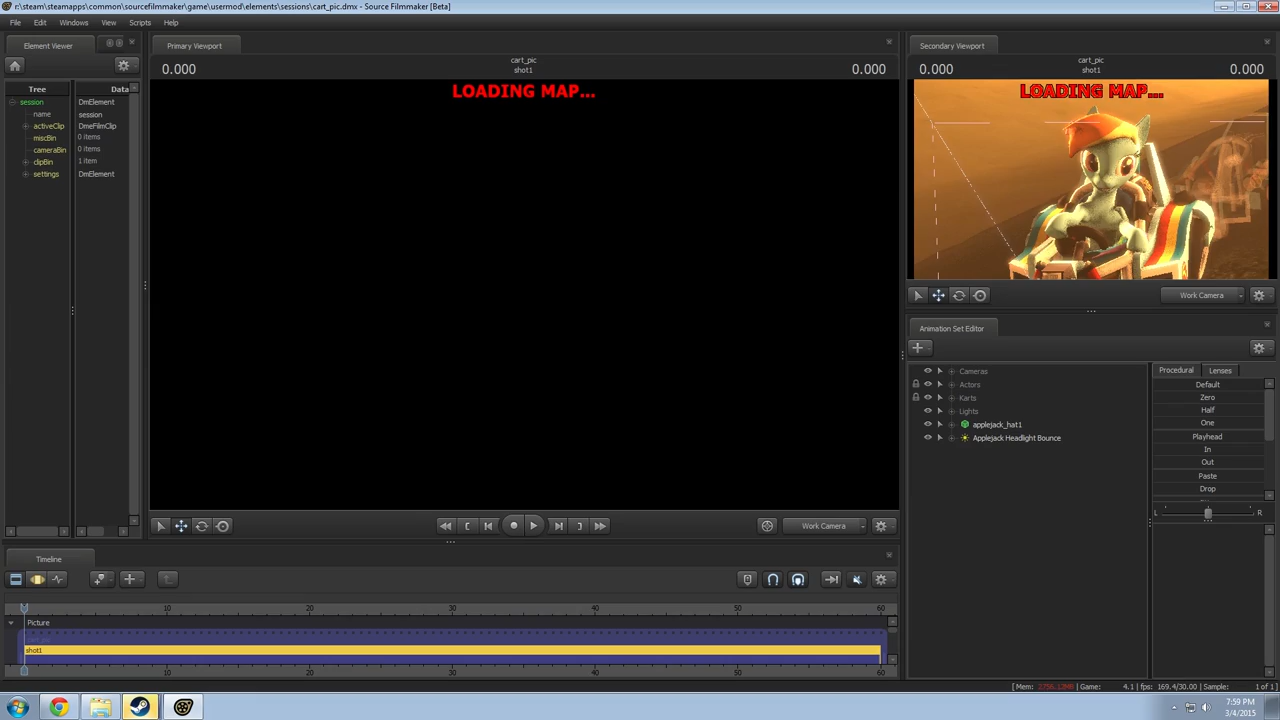 r:\steam\steamapps\common\sourcefilmmaker\game\usermod\elements\sessions\cart_pic.dmx - Source Filmmaker [Beta]
File Edit Windows View Scripts Help
Element Viewer
Tree Data
session DmElement
name session
activeClip DmeFilmClip
miscBin 0 items
cameraBin 0 items
clipBin 1 item
settings DmElement
Primary Viewport
cart_pic
0.000 shot1 0.000
LOADING MAP...
Work Camera
Secondary Viewport
cart_pic
0.000 shot1 0.000
LOADING MAP...
Work Camera
Animation Set Editor
Cameras
Actors
Karts
Lights
applejack_hat1
Applejack Headlight Bounce
Procedural Lenses
Default
Zero
Half
One
Playhead
In
Out
Paste
Drop
L R
Timeline
10 20 30 40 50 60
Picture
cart_pic
shot1
10 20 30 40 50 60
[ Mem: 1756.12MB | Game: 4.1 | fps: 169.4/30.00 | Sample: 1 of 1 ]
7:59 PM
3/4/2015